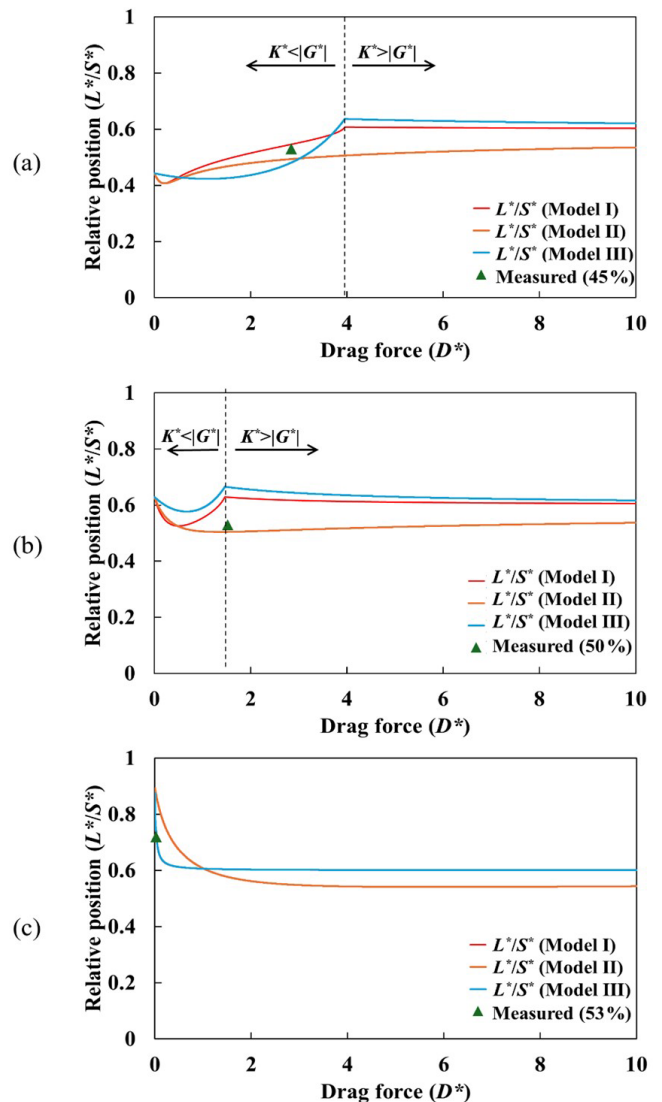 (a)
Relative position (L*/S*)
1
0.8
0.6
0.4
0.2
0
K*<|G*| K*>|G*|
L*/S* (Model I)
L*/S* (Model II)
L*/S* (Model III)
Measured (45%)
0 2 4 6 8 10
Drag force (D*)
(b)
Relative position (L*/S*)
1
0.8
0.6
0.4
0.2
0
K*<|G*| K*>|G*|
L*/S* (Model I)
L*/S* (Model II)
L*/S* (Model III)
Measured (50%)
0 2 4 6 8 10
Drag force (D*)
(c)
Relative position (L*/S*)
1
0.8
0.6
0.4
0.2
0
L*/S* (Model I)
L*/S* (Model II)
L*/S* (Model III)
Measured (53%)
0 2 4 6 8 10
Drag force (D*)